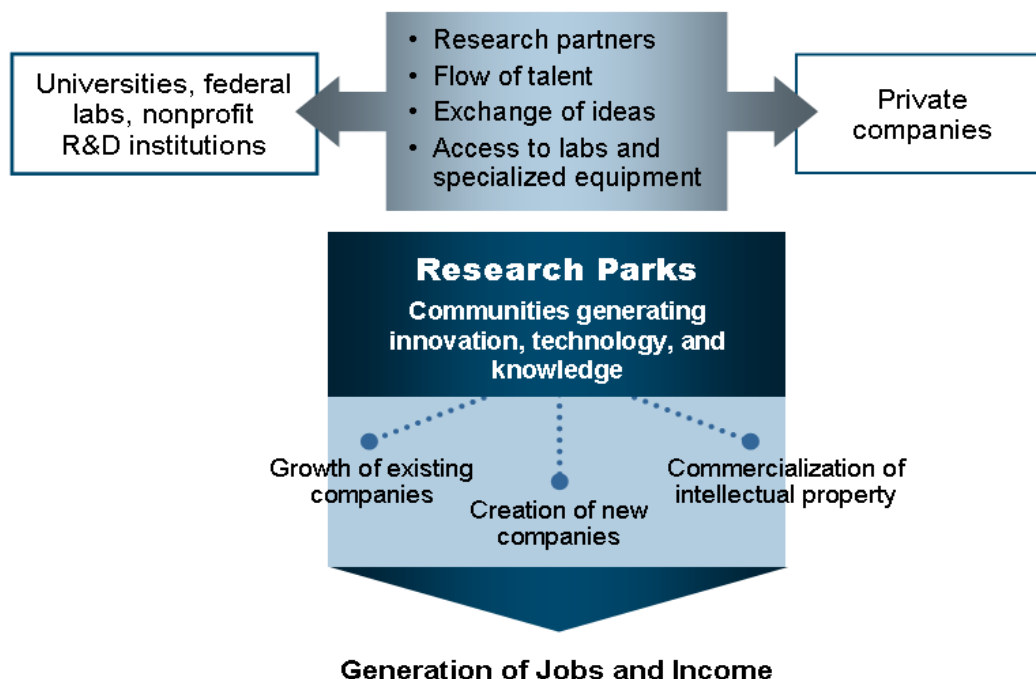 Universities, federal
labs, nonprofit
R&D institutions
• Research partners
• Flow of talent
• Exchange of ideas
• Access to labs and
specialized equipment
Private
companies
Research Parks
Communities generating
innovation, technology, and
knowledge
Growth of existing
companies
Creation of new
companies
Commercialization of
intellectual property
Generation of Jobs and Income